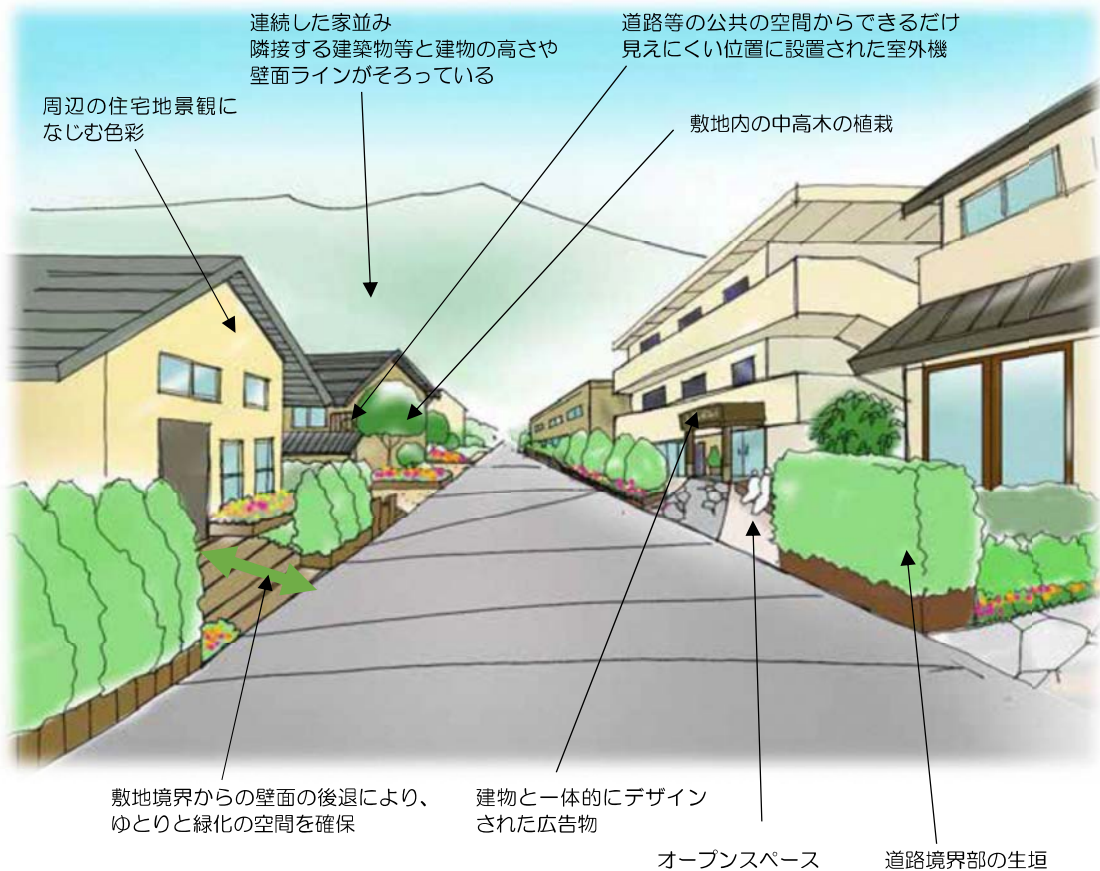 連続した家並み
隣接する建築物等と建物の高さや
壁面ラインがそろっている
道路等の公共の空間からできるだけ
見えにくい位置に設置された室外機
周辺の住宅地景観に
なじむ色彩
敷地内の中高木の植栽
敷地境界からの壁面の後退により、
ゆとりと緑化の空間を確保
建物と一体的にデザイン
された広告物
オープンスペース
道路境界部の生垣